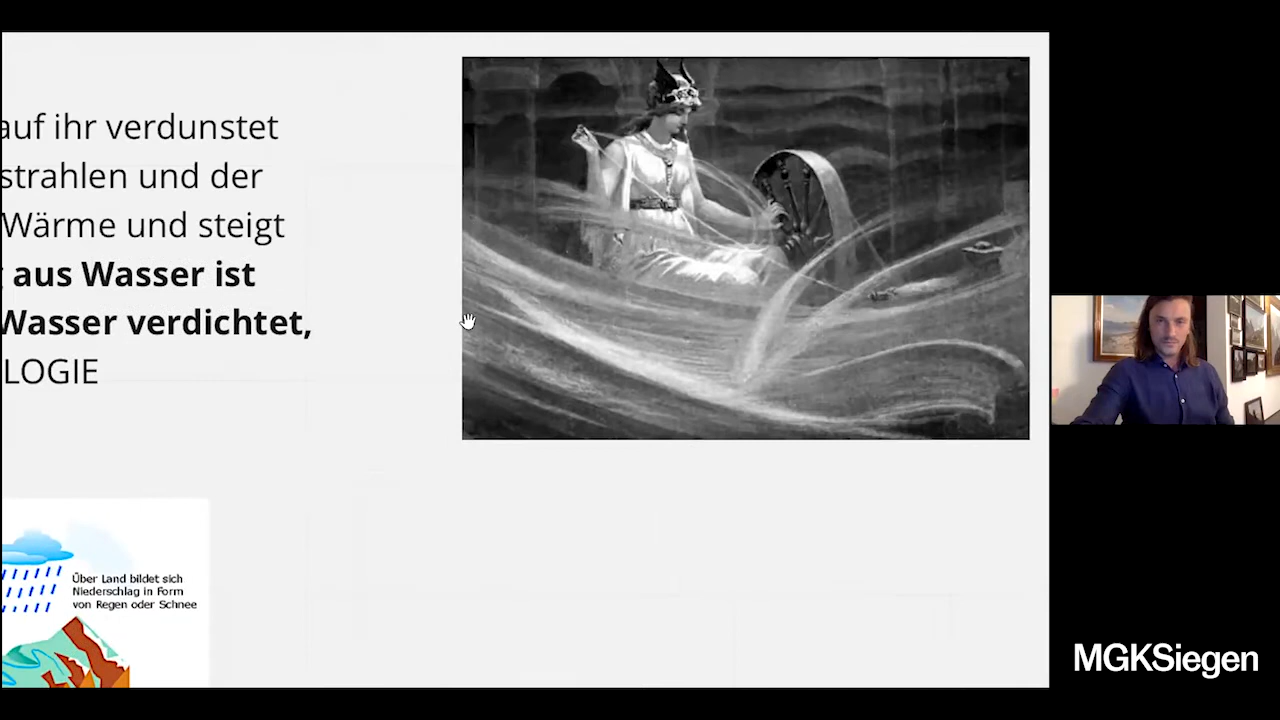 auf ihr verdunstet
strahlen und der
Wärme und steigt
aus Wasser ist
Wasser verdichtet,
LOGIE
Über Land bildet sich
Niederschlag in Form
von Regen oder Schnee
MGKSiegen